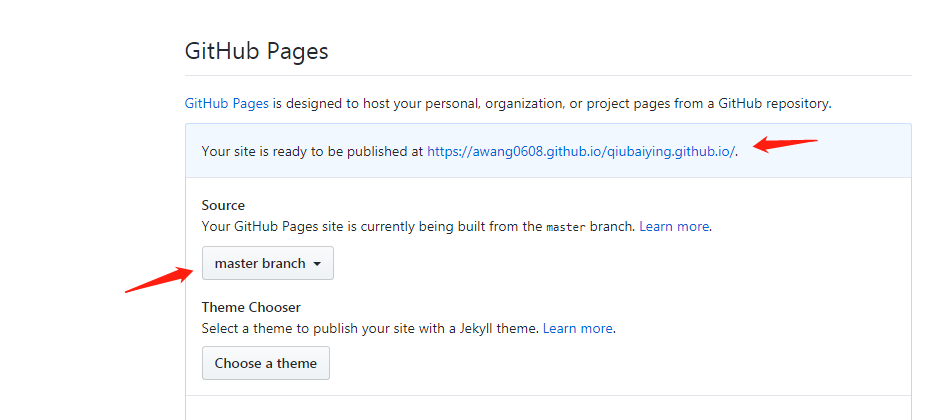 GitHub Pages
GitHub Pages is designed to host your personal, organization, or project pages from a GitHub repository.
Your site is ready to be published at https://awang0608.github.io/qiubaiying.github.io/.
Source
Your GitHub Pages site is currently being built from the master branch. Learn more.
master branch
Theme Chooser
Select a theme to publish your site with a Jekyll theme. Learn more.
Choose a theme